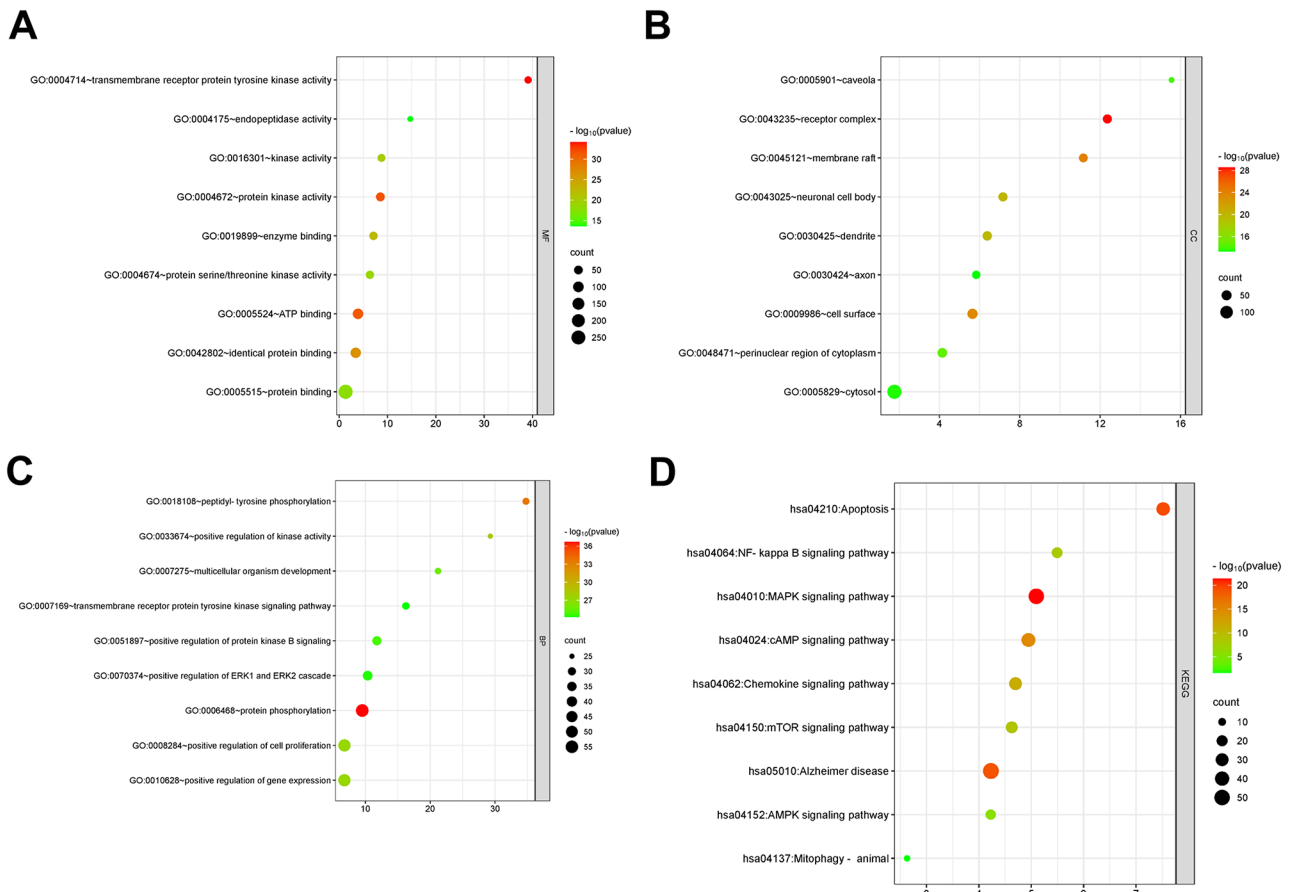 A
GO:0004714~transmembrane receptor protein tyrosine kinase activity
GO:0004175~endopeptidase activity
GO:0016301~kinase activity
GO:0004672~protein kinase activity
GO:0019899~enzyme binding
GO:0004674~protein serine/threonine kinase activity
GO:0005524~ATP binding
GO:0042802~identical protein binding
GO:0005515~protein binding
0 10 20 30 40
MF
- log10(pvalue)
30
25
20
15
count
50
100
150
200
250
B
GO:0005901~caveola
GO:0043235~receptor complex
GO:0045121~membrane raft
GO:0043025~neuronal cell body
GO:0030425~dendrite
GO:0030424~axon
GO:0009986~cell surface
GO:0048471~perinuclear region of cytoplasm
GO:0005829~cytosol
4 8 12 16
CC
- log10(pvalue)
28
24
20
16
count
50
100
C
GO:0018108~peptidyl- tyrosine phosphorylation
GO:0033674~positive regulation of kinase activity
GO:0007275~multicellular organism development
GO:0007169~transmembrane receptor protein tyrosine kinase signaling pathway
GO:0051897~positive regulation of protein kinase B signaling
GO:0070374~positive regulation of ERK1 and ERK2 cascade
GO:0006468~protein phosphorylation
GO:0008284~positive regulation of cell proliferation
GO:0010628~positive regulation of gene expression
10 20 30
BP
- log10(pvalue)
36
33
30
27
count
25
30
35
40
45
50
55
D
hsa04210:Apoptosis
hsa04064:NF- kappa B signaling pathway
hsa04010:MAPK signaling pathway
hsa04024:cAMP signaling pathway
hsa04062:Chemokine signaling pathway
hsa04150:mTOR signaling pathway
hsa05010:Alzheimer disease
hsa04152:AMPK signaling pathway
hsa04137:Mitophagy - animal
KEGG
- log10(pvalue)
20
15
10
5
count
10
20
30
40
50